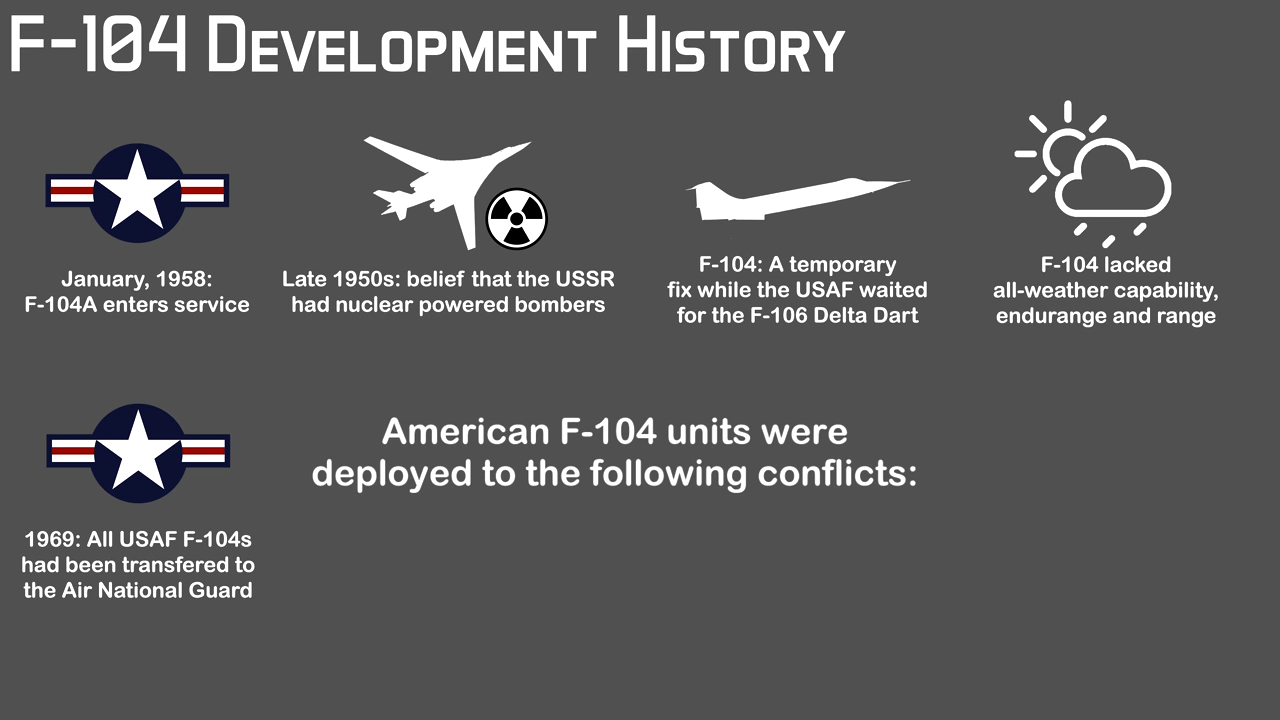 F-104 Development History
January, 1958:
F-104A enters service
Late 1950s: belief that the USSR
had nuclear powered bombers
F-104: A temporary
fix while the USAF waited
for the F-106 Delta Dart
F-104 lacked
all-weather capability,
endurange and range
1969: All USAF F-104s
had been transfered to
the Air National Guard
American F-104 units were
deployed to the following conflicts: